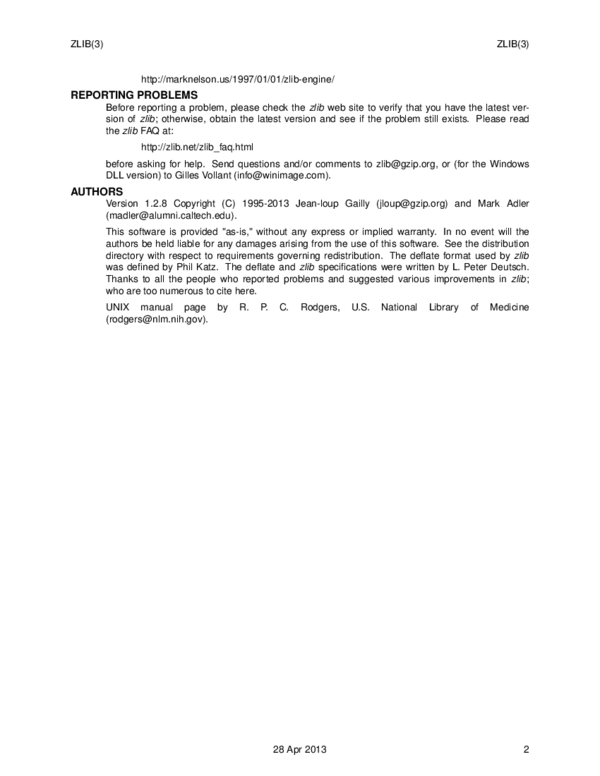 ZLIB(3) ZLIB(3)
http://marknelson.us/1997/01/01/zlib-engine/
REPORTING PROBLEMS
Before reporting a problem, please check the zlib web site to verify that you have the latest ver-
sion of zlib; otherwise, obtain the latest version and see if the problem still exists. Please read
the zlib FAQ at:
http://zlib.net/zlib_faq.html
before asking for help. Send questions and/or comments to zlib@gzip.org, or (for the Windows
DLL version) to Gilles Vollant (info@winimage.com).
AUTHORS
Version 1.2.8 Copyright (C) 1995-2013 Jean-loup Gailly (jloup@gzip.org) and Mark Adler
(madler@alumni.caltech.edu).
This software is provided "as-is," without any express or implied warranty. In no event will the
authors be held liable for any damages arising from the use of this software. See the distribution
directory with respect to requirements governing redistribution. The deflate format used by zlib
was defined by Phil Katz. The deflate and zlib specifications were written by L. Peter Deutsch.
Thanks to all the people who reported problems and suggested various improvements in zlib;
who are too numerous to cite here.
UNIX manual page by R. P. C. Rodgers, U.S. National Library of Medicine
(rodgers@nlm.nih.gov).
28 Apr 2013 2